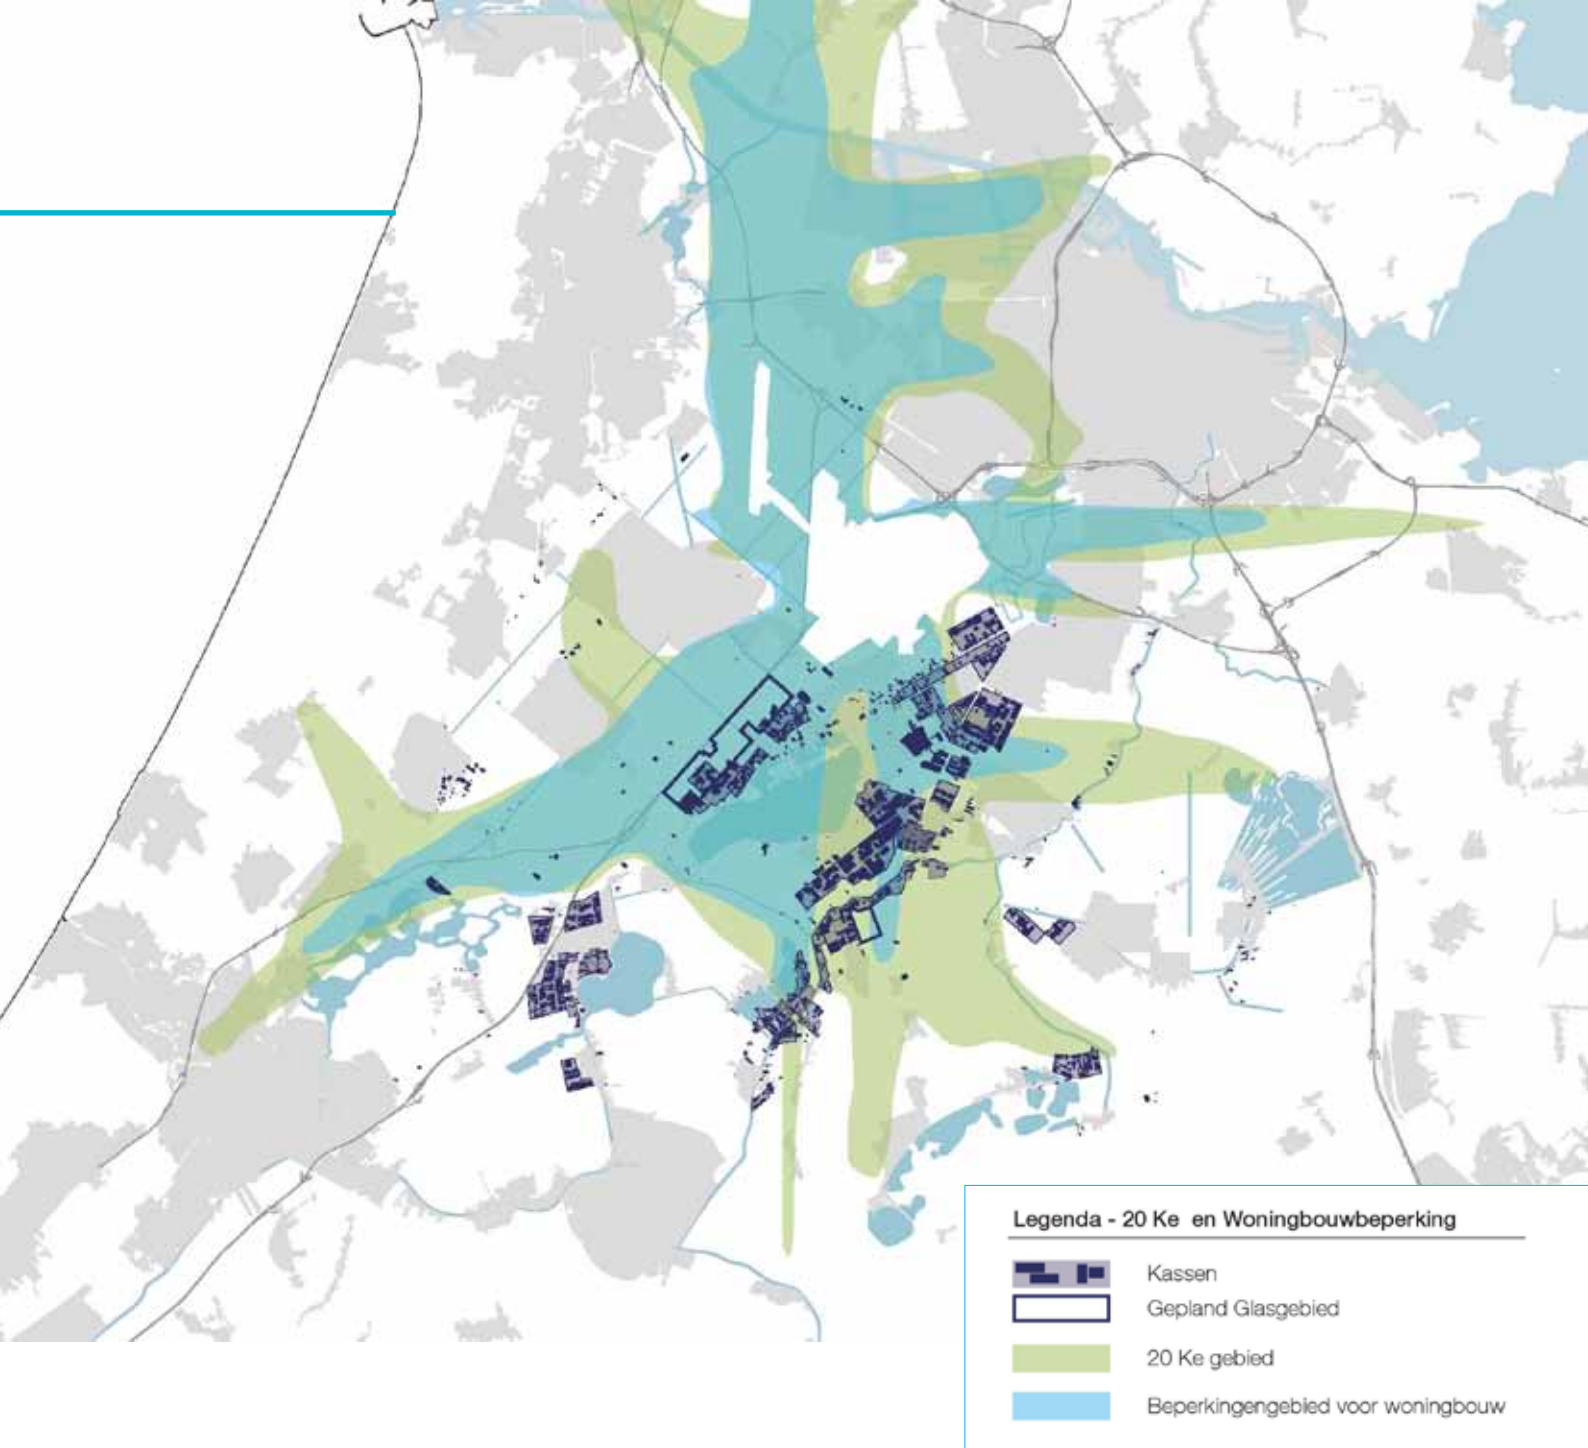 Legenda - 20 Ke en Woningbouwbeperking
Kassen
Gepland Glasgebied
20 Ke gebied
Beperkingengebied voor woningbouw